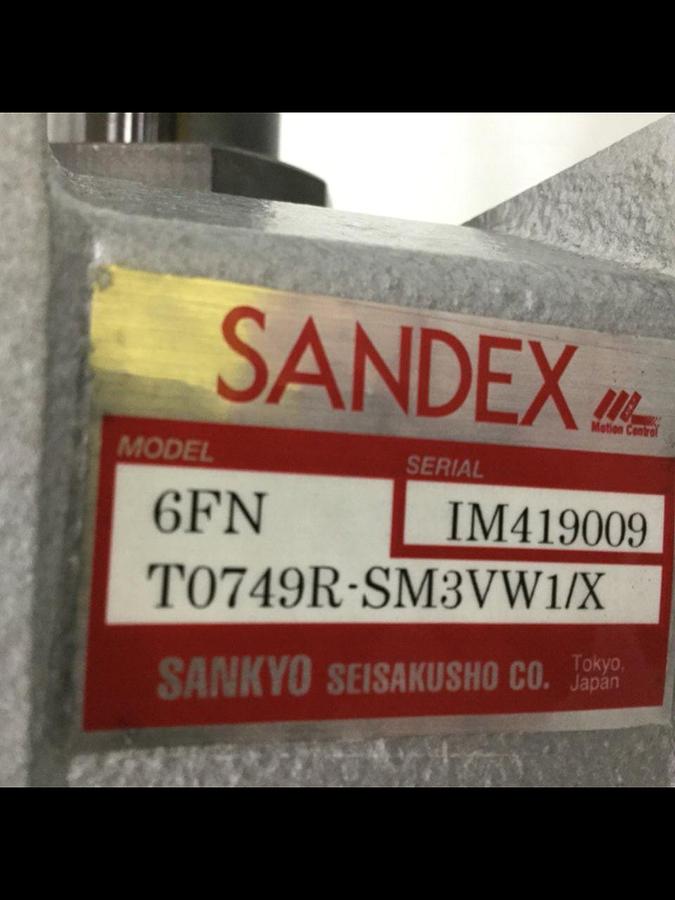 SANDEX
Motion Control
MODEL
SERIAL
6FN
IM419009
T0749R-SM3VW1/X
SANKYO SEISAKUSHO CO.
Tokyo,
Japan